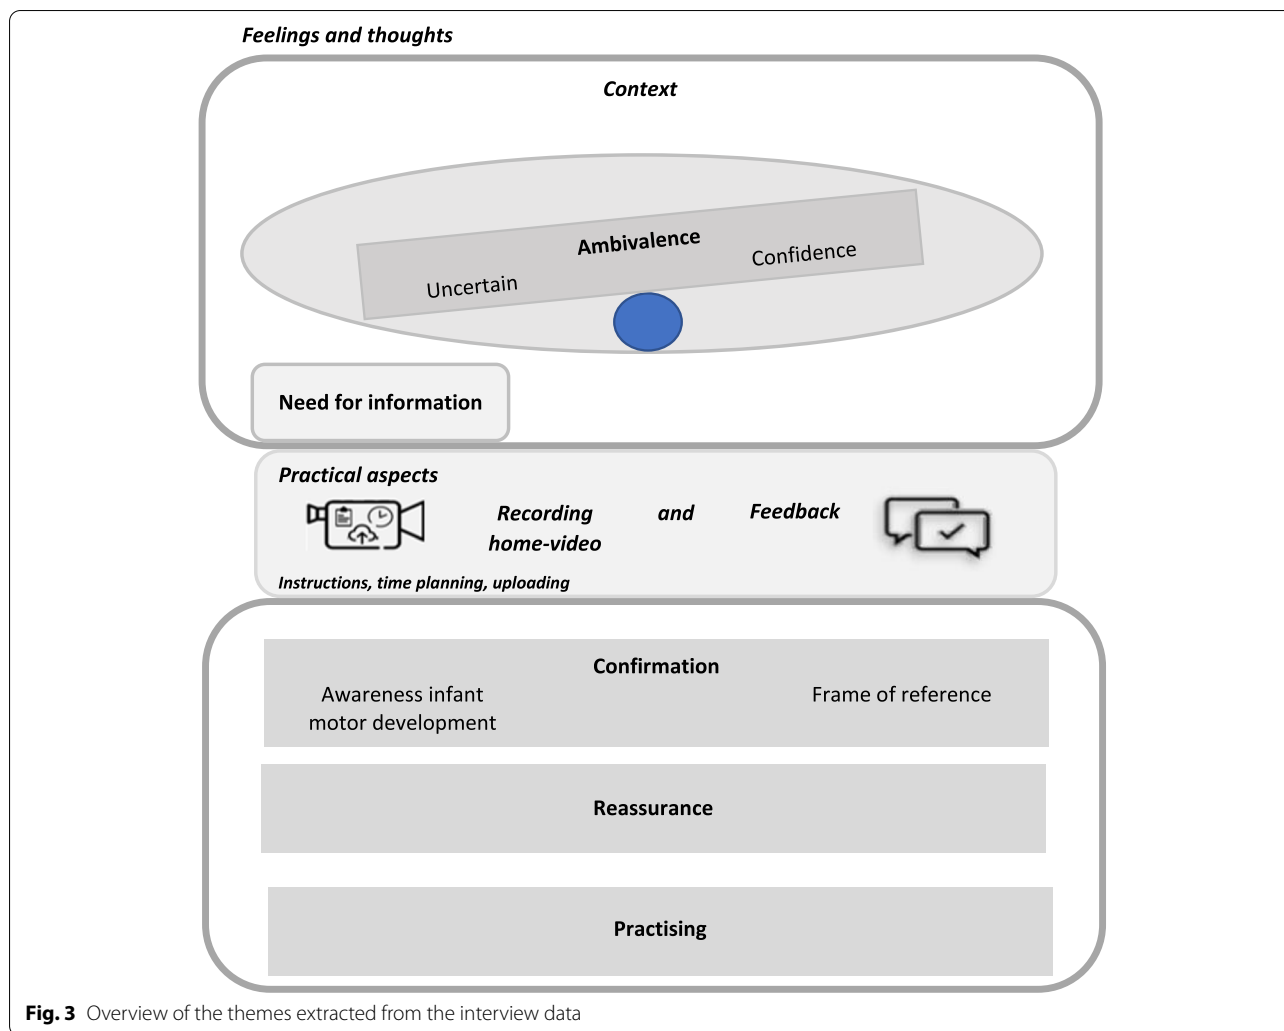 Feelings and thoughts
Context
Ambivalence
Uncertain
Confidence
Need for information
Practical aspects
Recording and Feedback
home-video
Instructions, time planning, uploading
Confirmation
Awareness infant
motor development
Frame of reference
Reassurance
Practising
Fig. 3 Overview of the themes extracted from the interview data